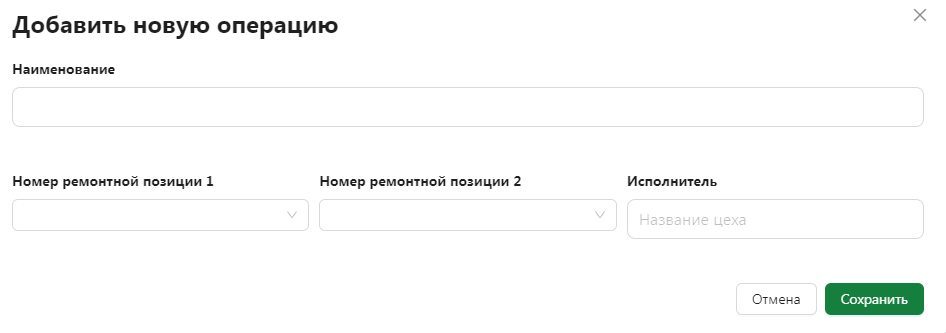 Добавить новую операцию
Наименование
Номер ремонтной позиции 1
Номер ремонтной позиции 2
Исполнитель
Название цеха
Отмена
Сохранить